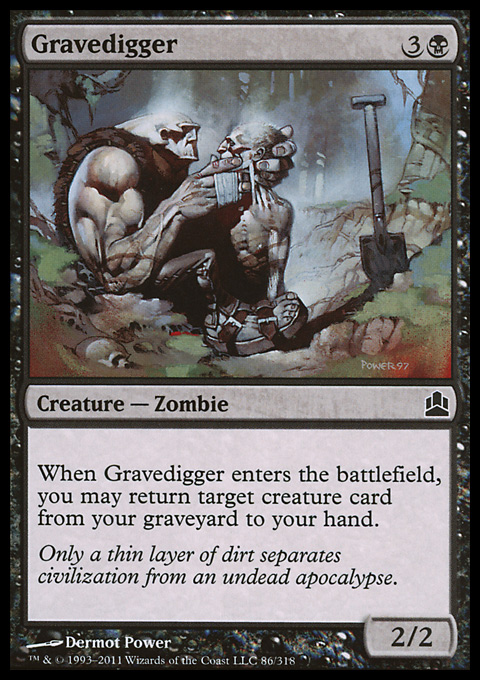 Gravedigger 3
POWER 97
Creature — Zombie
When Gravedigger enters the battlefield,
you may return target creature card
from your graveyard to your hand.
Only a thin layer of dirt separates
civilization from an undead apocalypse.
2/2
Dermot Power
™ & © 1993–2011 Wizards of the Coast LLC 86/318